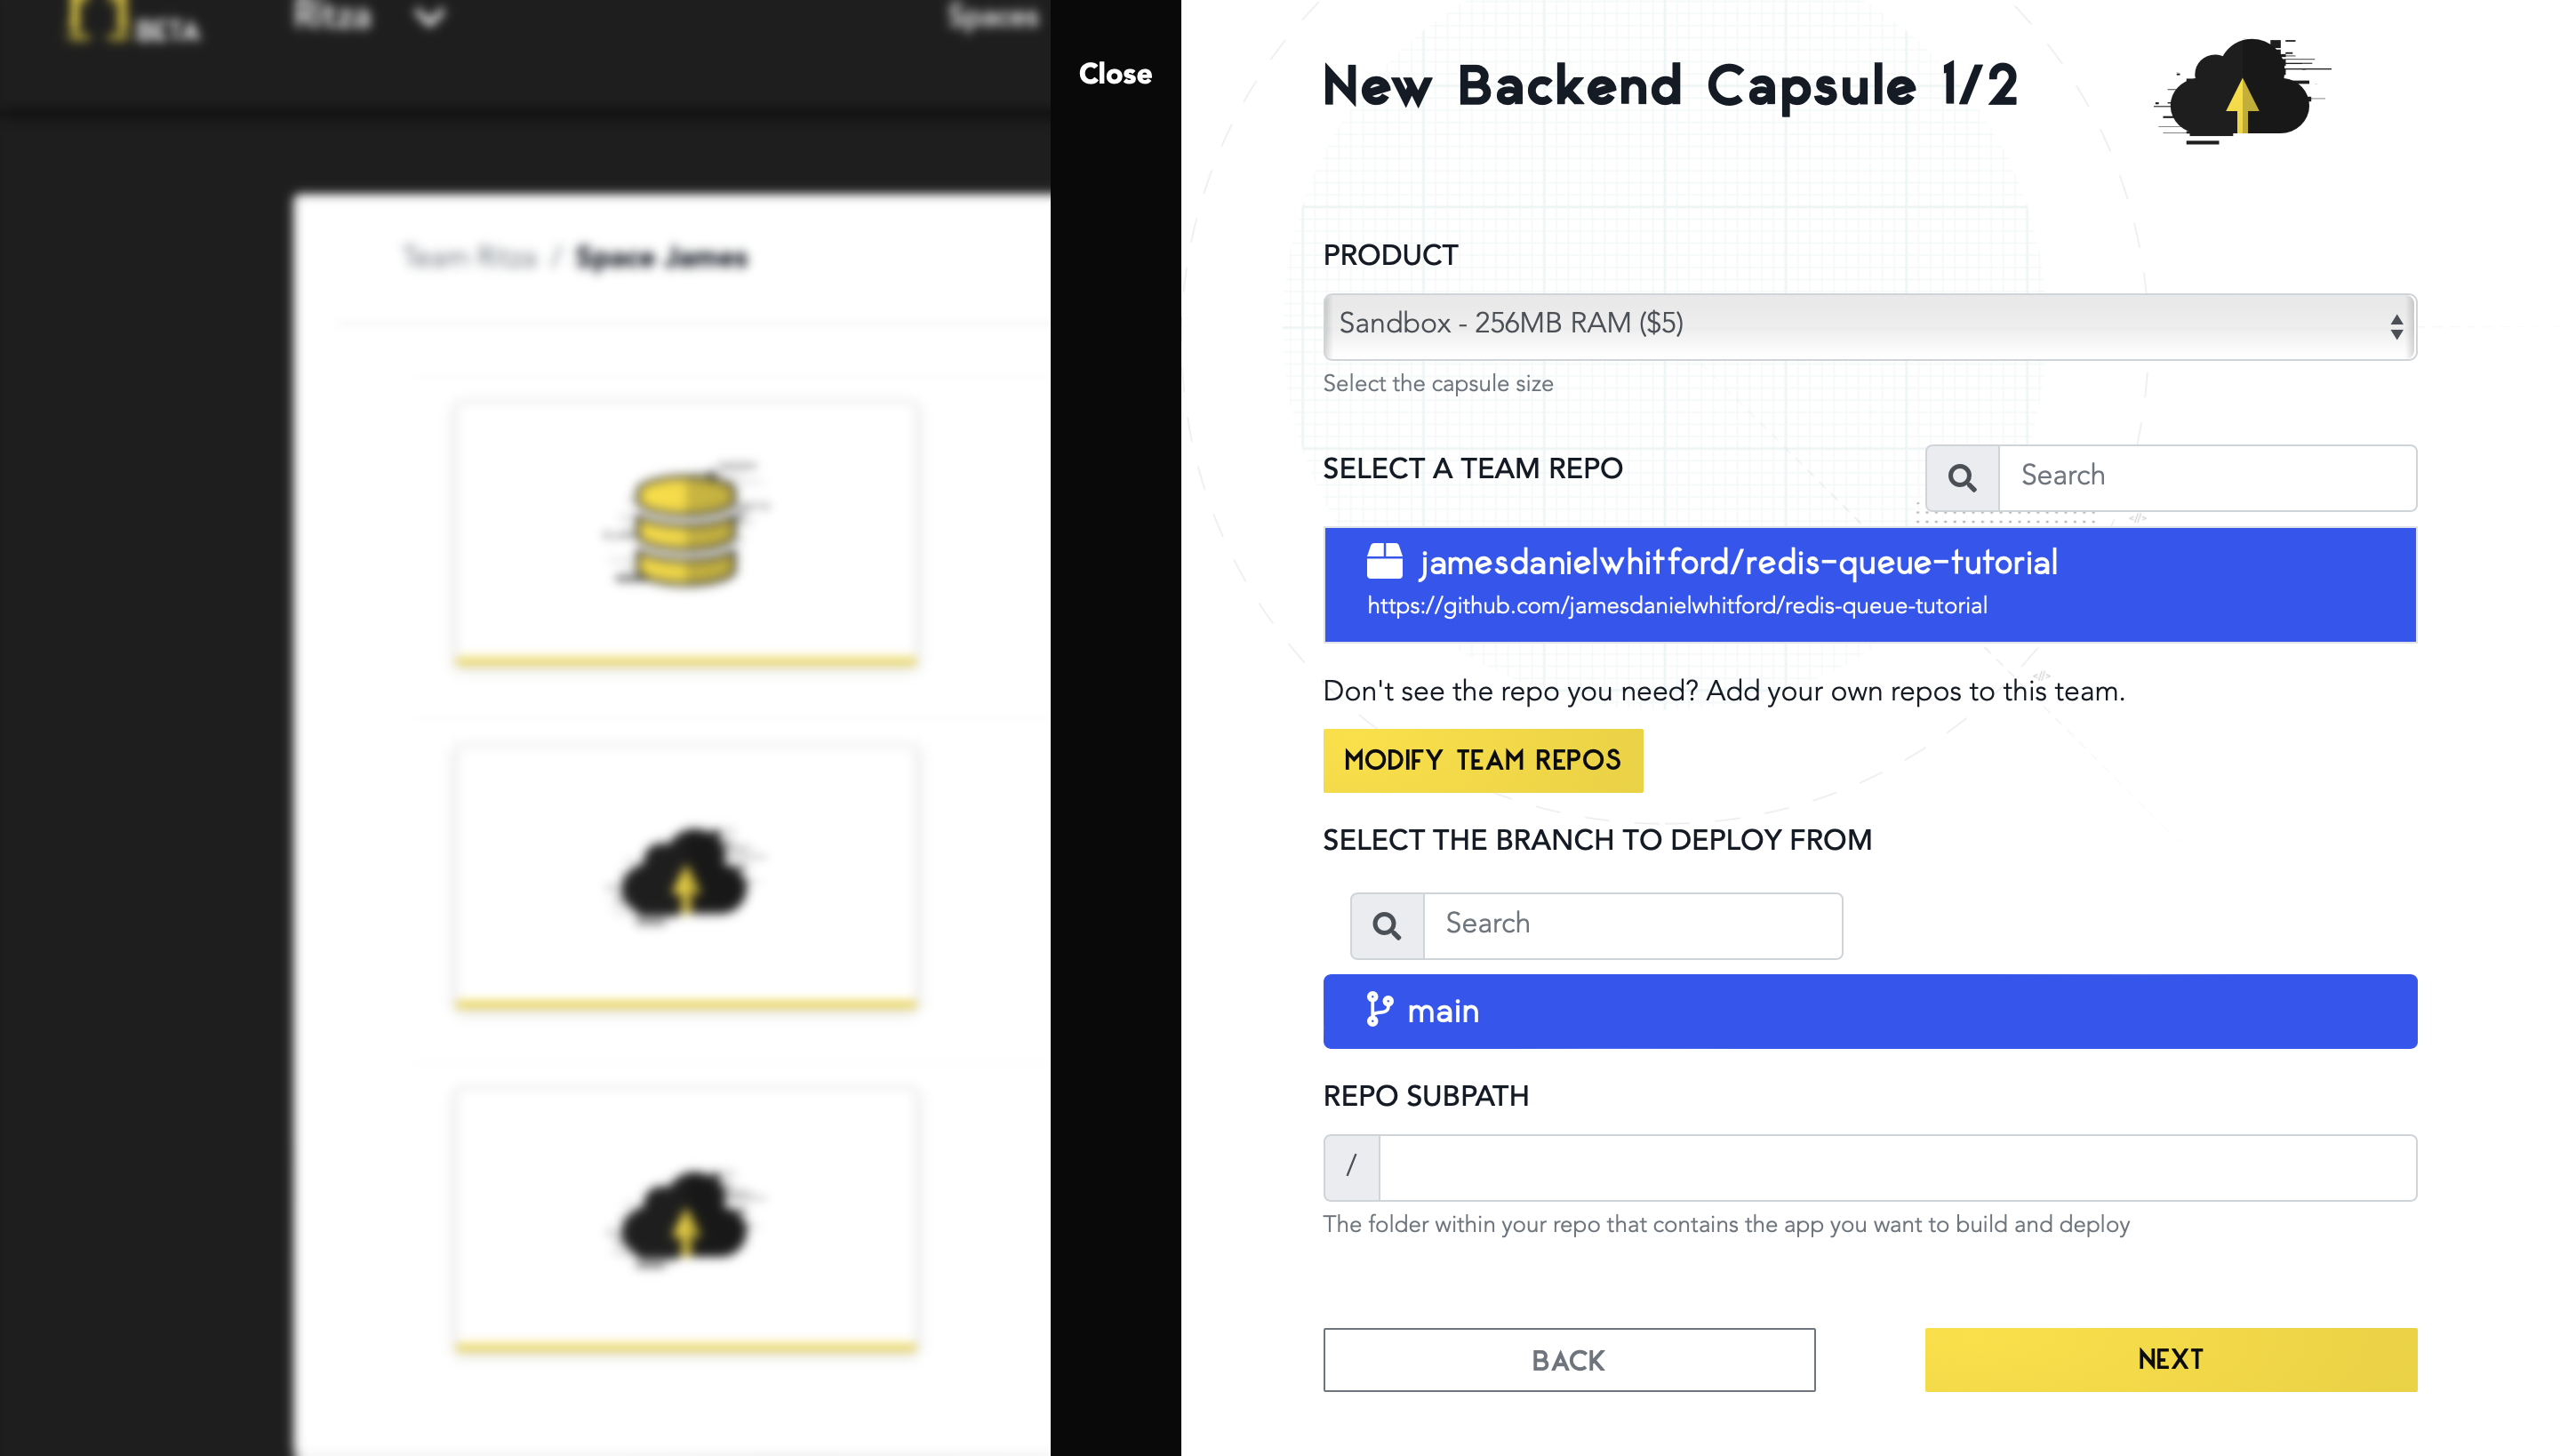 BETA
Ritza
Spaces
Team Ritza / Space James
Close
New Backend Capsule 1/2
PRODUCT
Sandbox - 256MB RAM ($5)
Select the capsule size
SELECT A TEAM REPO
Search
jamesdanielwhitford/redis-queue-tutorial
https://github.com/jamesdanielwhitford/redis-queue-tutorial
Don't see the repo you need? Add your own repos to this team.
MODIFY TEAM REPOS
SELECT THE BRANCH TO DEPLOY FROM
Search
main
REPO SUBPATH
/
The folder within your repo that contains the app you want to build and deploy
BACK
NEXT